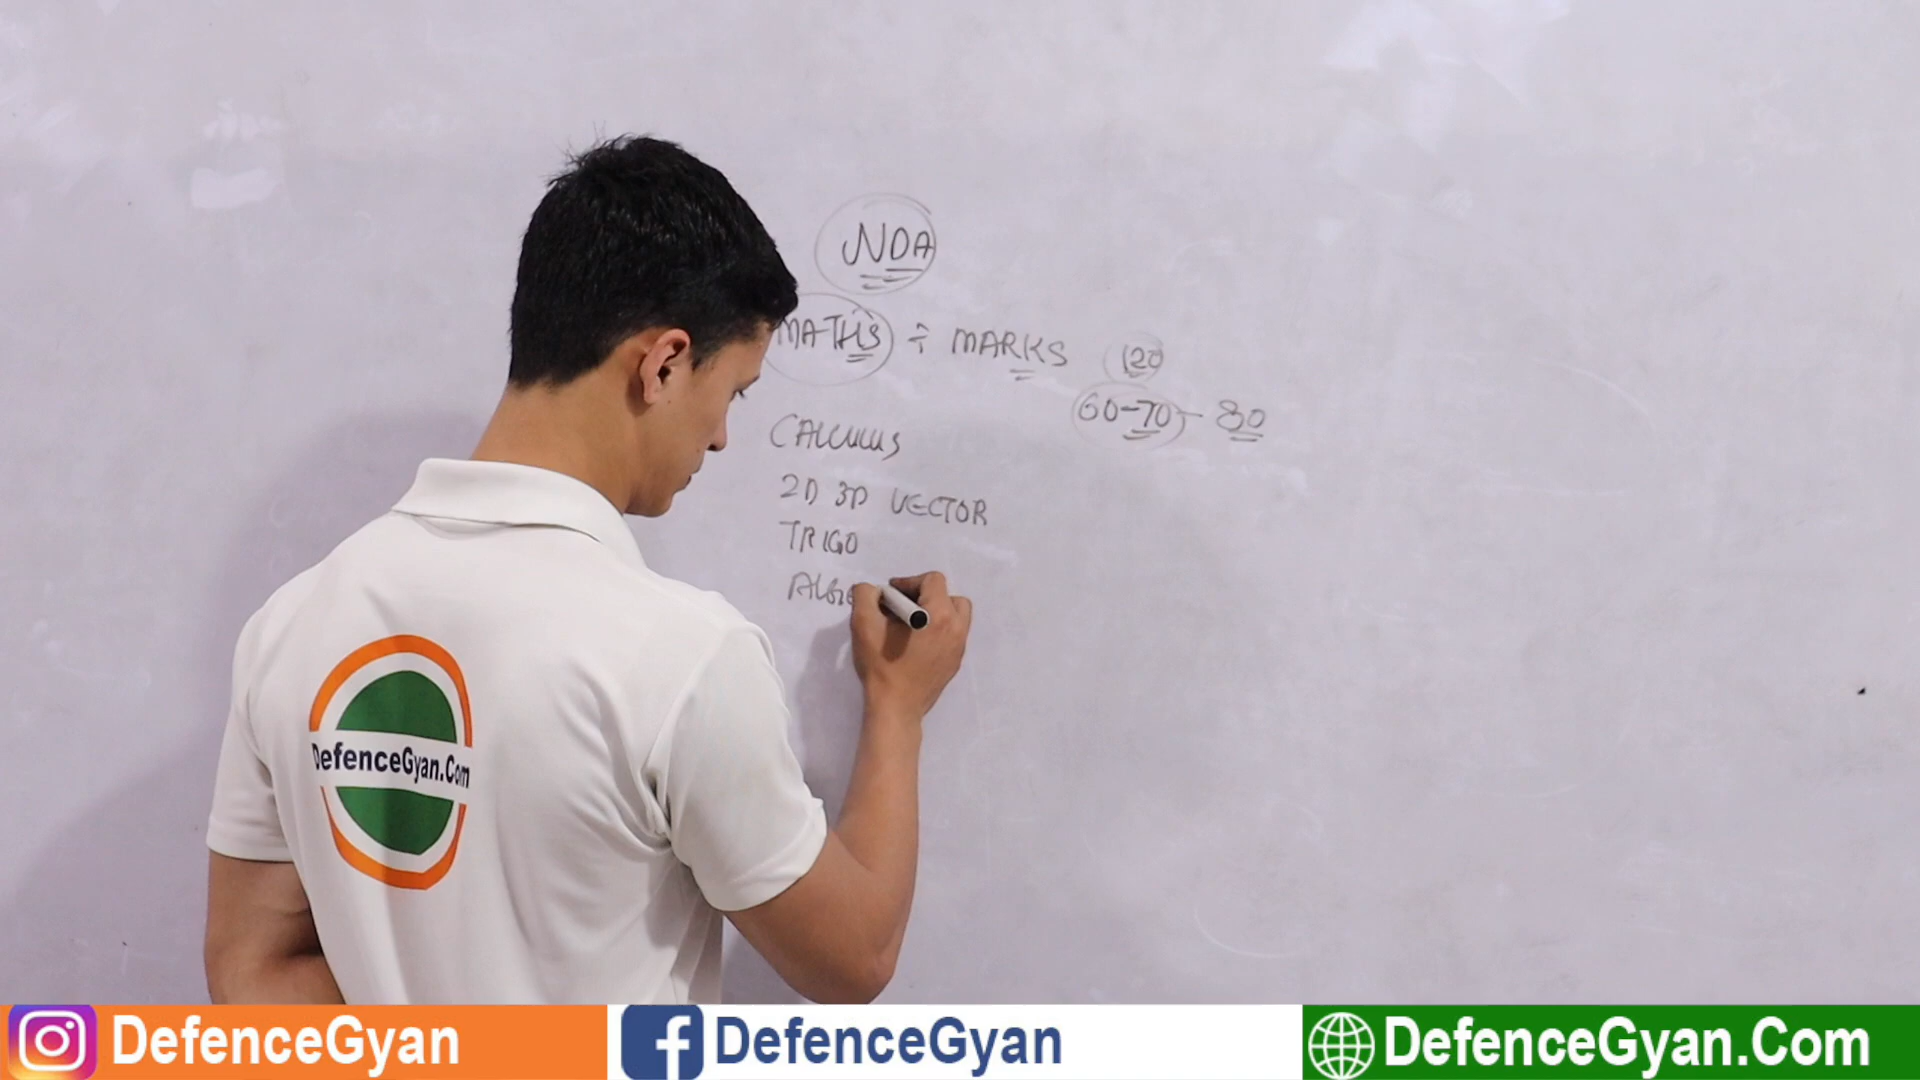 NDA
MATHS ÷ MARKS 120
60-70- 80
CALCULUS
2D 3D VECTOR
TRIGO
ALGE
DefenceGyan.Com
DefenceGyan
DefenceGyan
DefenceGyan.Com